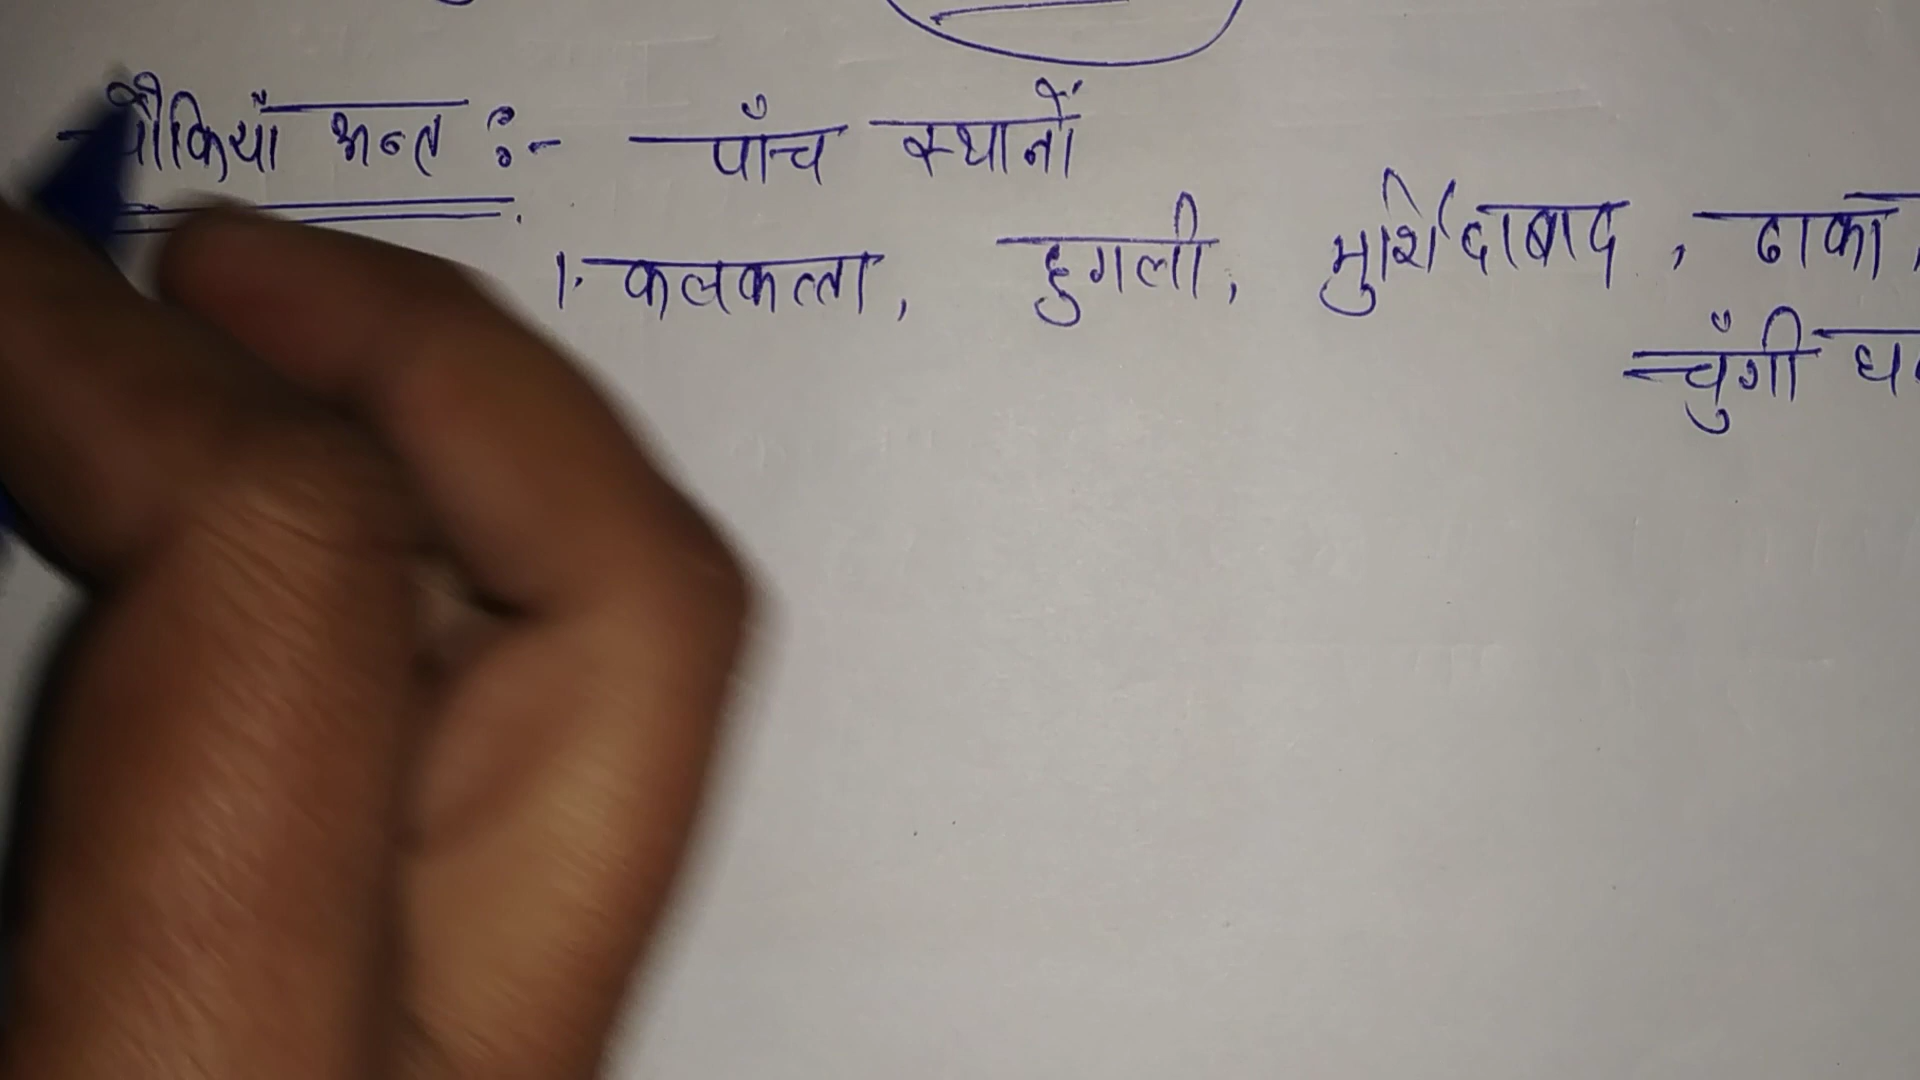 चौकियाँ अन्त :- पाँच स्थानों
1. कलकत्ता, हुगली, मुर्शिदाबाद, ढाका,
चुँगी